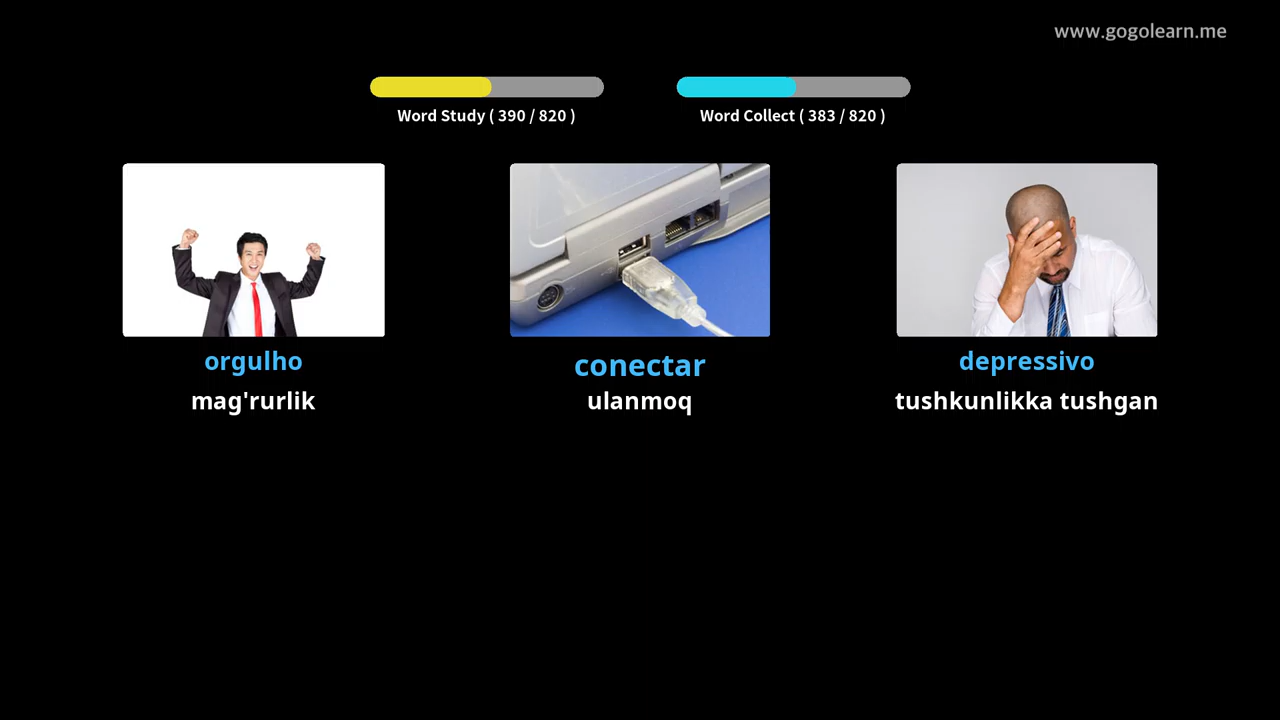 www.gogolearn.me
Word Study ( 390 / 820 )
Word Collect ( 383 / 820 )
orgulho
mag'rurlik
conectar
ulanmoq
depressivo
tushkunlikka tushgan